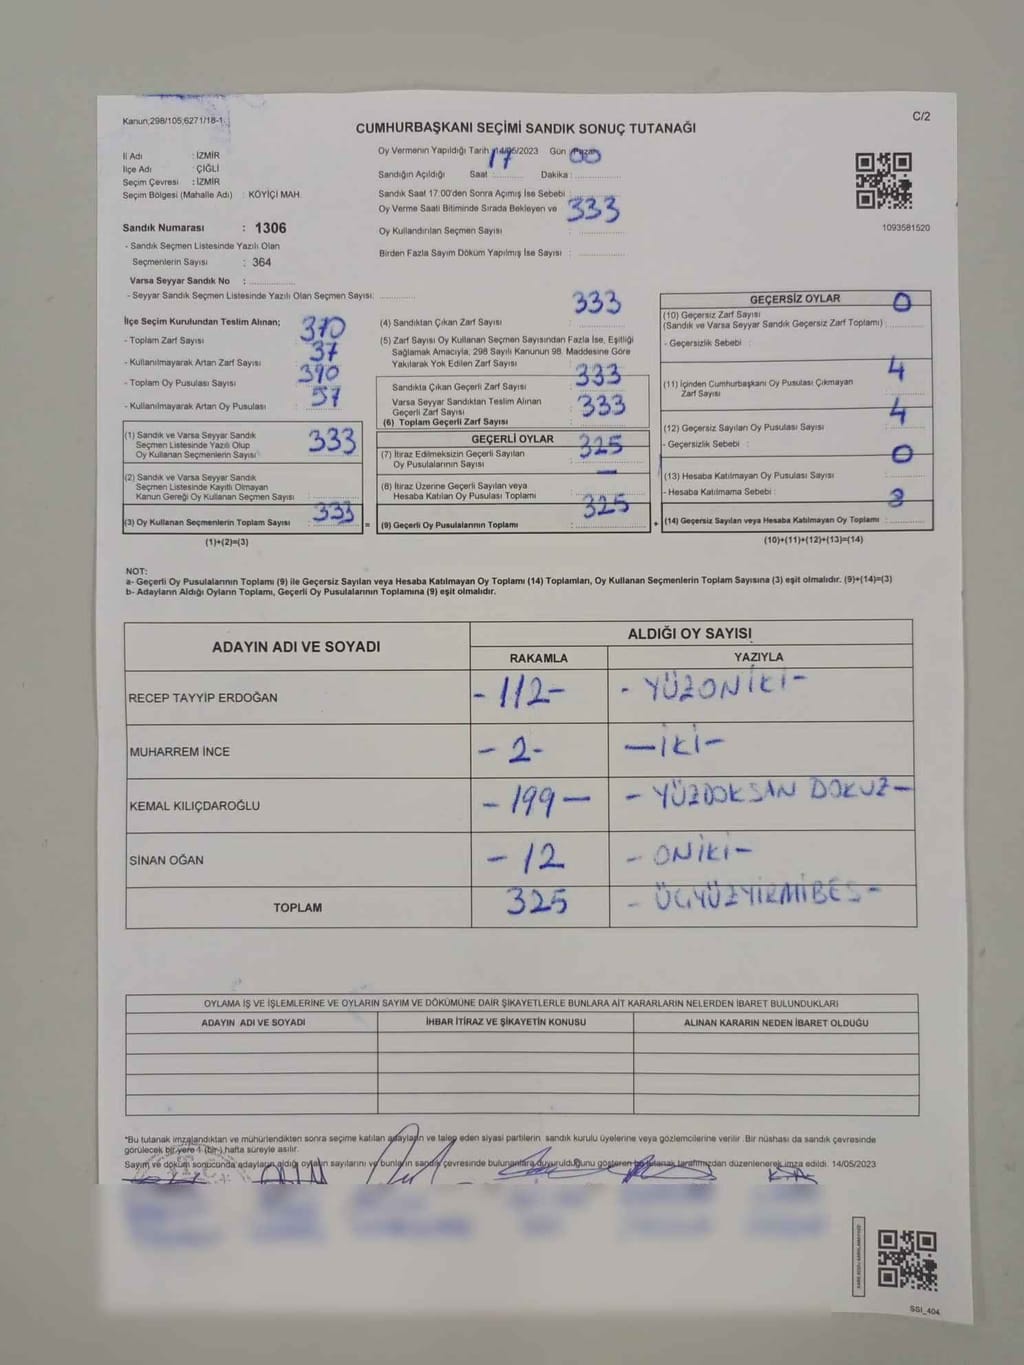 Kanun;298/105,6271/18-1
C/2
CUMHURBAŞKANI SEÇİMİ SANDIK SONUÇ TUTANAĞI
İl Adı : İZMİR
İlçe Adı : ÇİĞLİ
Seçim Çevresi : İZMİR
Seçim Bölgesi (Mahalle Adı) : KÖYİÇİ MAH.
Oy Vermenin Yapıldığı Tarih :14/05/2023 Gün :Pazar
Sandığın Açıldığı Saat 17 Dakika : 00
Sandık Saat 17.00'den Sonra Açımış İse Sebebi :
Oy Verme Saati Bitiminde Sırada Bekleyen ve
Oy Kullandırılan Seçmen Sayısı : 333
Birden Fazla Sayım Döküm Yapılmış İse Sayısı :
1093581520
Sandık Numarası : 1306
- Sandık Seçmen Listesinde Yazılı Olan
Seçmenlerin Sayısı : 364
Varsa Seyyar Sandık No :
- Seyyar Sandık Seçmen Listesinde Yazılı Olan Seçmen Sayısı:
İlçe Seçim Kurulundan Teslim Alınan;
- Toplam Zarf Sayısı : 370
- Kullanılmayarak Artan Zarf Sayısı : 37
- Toplam Oy Pusulası Sayısı : 390
- Kullanılmayarak Artan Oy Pusulası : 57
(1) Sandık ve Varsa Seyyar Sandık
Seçmen Listesinde Yazılı Olup
Oy Kullanan Seçmenlerin Sayısı : 333
(2) Sandık ve Varsa Seyyar Sandık
Seçmen Listesinde Kayıtlı Olmayan
Kanun Gereği Oy Kullanan Seçmen Sayısı
(3) Oy Kullanan Seçmenlerin Toplam Sayısı : 333 =
(1)+(2)=(3)
(4) Sandıktan Çıkan Zarf Sayısı : 333
(5) Zarf Sayısı Oy Kullanan Seçmen Sayısından Fazla İse, Eşitliği
Sağlamak Amacıyla, 298 Sayılı Kanunun 98. Maddesine Göre
Yakılarak Yok Edilen Zarf Sayısı
Sandıkta Çıkan Geçerli Zarf Sayısı : 333
Varsa Seyyar Sandıktan Teslim Alınan
Geçerli Zarf Sayısı
(6) Toplam Geçerli Zarf Sayısı : 333
GEÇERLİ OYLAR
(7) İtiraz Edilmeksizin Geçerli Sayılan
Oy Pusulalarının Sayısı : 325
(8) İtiraz Üzerine Geçerli Sayılan veya
Hesaba Katılan Oy Pusulası Toplamı : —
(9) Geçerli Oy Pusulalarının Toplamı : 325 +
GEÇERSİZ OYLAR
(10) Geçersiz Zarf Sayısı
(Sandık ve Varsa Seyyar Sandık Geçersiz Zarf Toplamı) : 0
- Geçersizlik Sebebi :
(11) İçinden Cumhurbaşkanı Oy Pusulası Çıkmayan
Zarf Sayısı 4
(12) Geçersiz Sayılan Oy Pusulası Sayısı : 4
- Geçersizlik Sebebi :
(13) Hesaba Katılmayan Oy Pusulası Sayısı : 0
- Hesaba Katılmama Sebebi :
(14) Geçersiz Sayılan veya Hesaba Katılmayan Oy Toplamı : 8
(10)+(11)+(12)+(13)=(14)
NOT:
a- Geçerli Oy Pusulalarının Toplamı (9) ile Geçersiz Sayılan veya Hesaba Katılmayan Oy Toplamı (14) Toplamları, Oy Kullanan Seçmenlerin Toplam Sayısına (3) eşit olmalıdır. (9)+(14)=(3)
b- Adayların Aldığı Oyların Toplamı, Geçerli Oy Pusulalarının Toplamına (9) eşit olmalıdır.
ADAYIN ADI VE SOYADI
ALDIĞI OY SAYISI
RAKAMLA YAZIYLA
RECEP TAYYİP ERDOĞAN -112- -YÜZONİKİ-
MUHARREM İNCE -2- -İKİ-
KEMAL KILIÇDAROĞLU -199- -YÜZDOKSAN DOKUZ-
SİNAN OĞAN -12 -ONİKİ-
TOPLAM 325 -ÜÇYÜZYİRMİBEŞ-
OYLAMA İŞ VE İŞLEMLERİNE VE OYLARIN SAYIM VE DÖKÜMÜNE DAİR ŞİKAYETLERLE BUNLARA AİT KARARLARIN NELERDEN İBARET BULUNDUKLARI
ADAYIN ADI VE SOYADI İHBAR İTİRAZ VE ŞİKAYETİN KONUSU ALINAN KARARIN NEDEN İBARET OLDUĞU
*Bu tutanak imzalandıktan ve mühürlendikten sonra seçime katılan adayların ve talep eden siyasi partilerin sandık kurulu üyelerine veya gözlemcilerine verilir. Bir nüshası da sandık çevresinde
görülecek bir yere 1 (bir) hafta süreyle asılır.
Sayım ve döküm sonucunda adayların aldığı oyların sayılarını ve bunların sandık çevresinde bulunanlara duyurulduğunu gösteren bu tutanak tarafımızdan düzenlenerek imza edildi. 14/05/2023
SGI_404